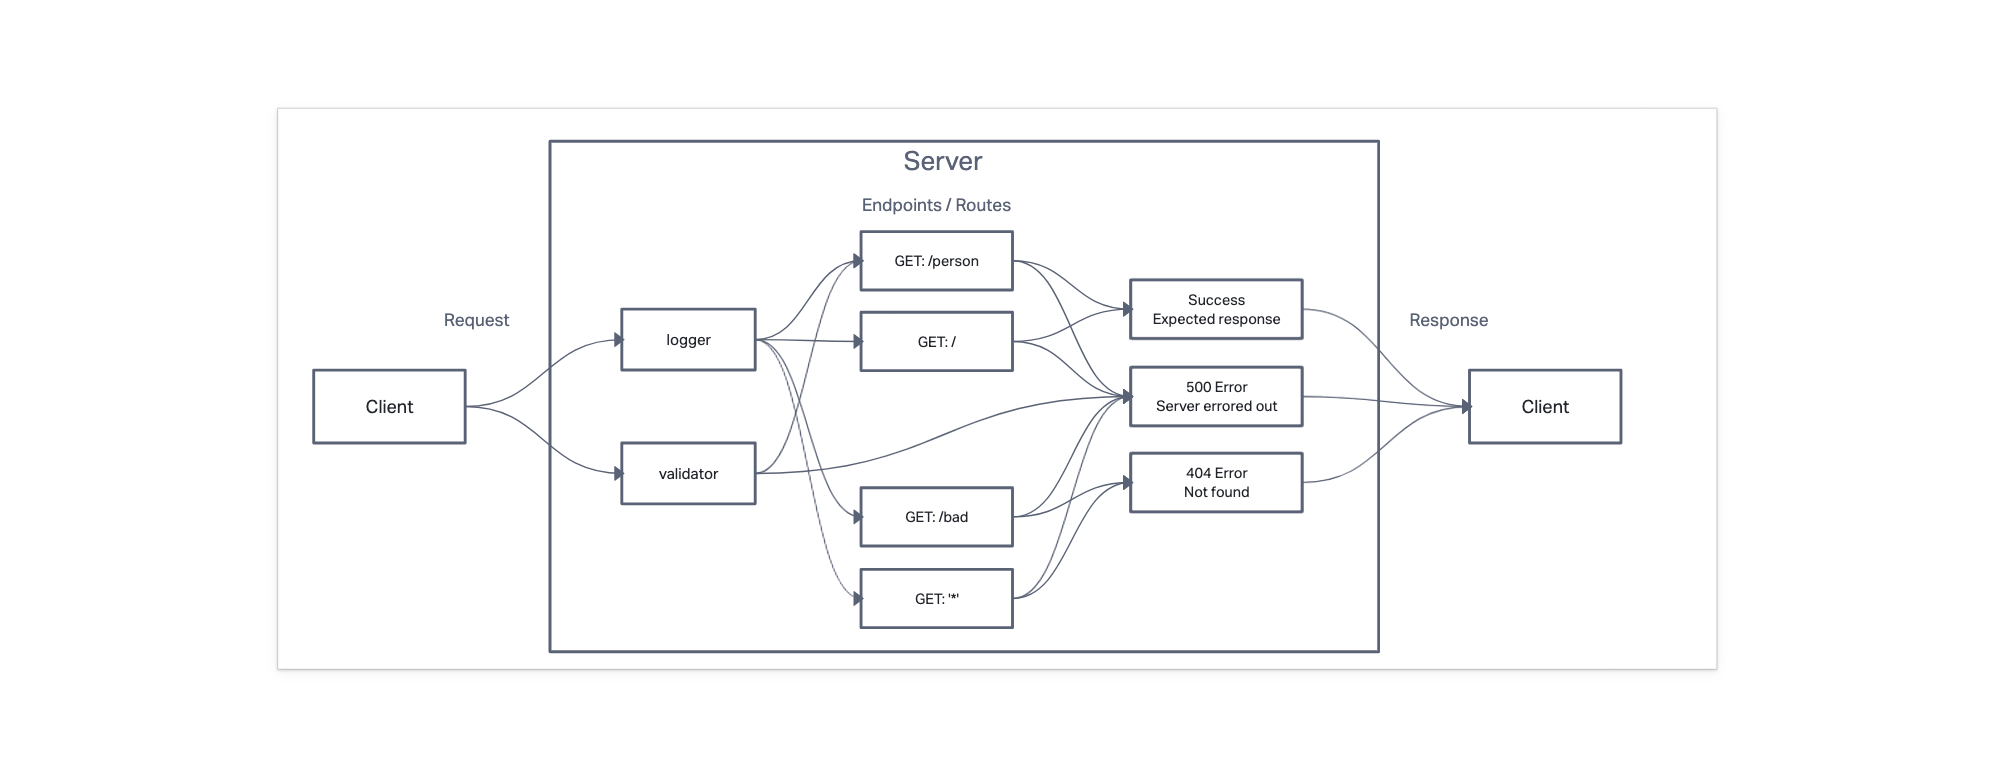 Server
Endpoints / Routes
GET: /person
Success
Expected response
Request
logger
GET: /
Response
500 Error
Server errored out
Client
Client
validator
404 Error
Not found
GET: /bad
GET: '*'